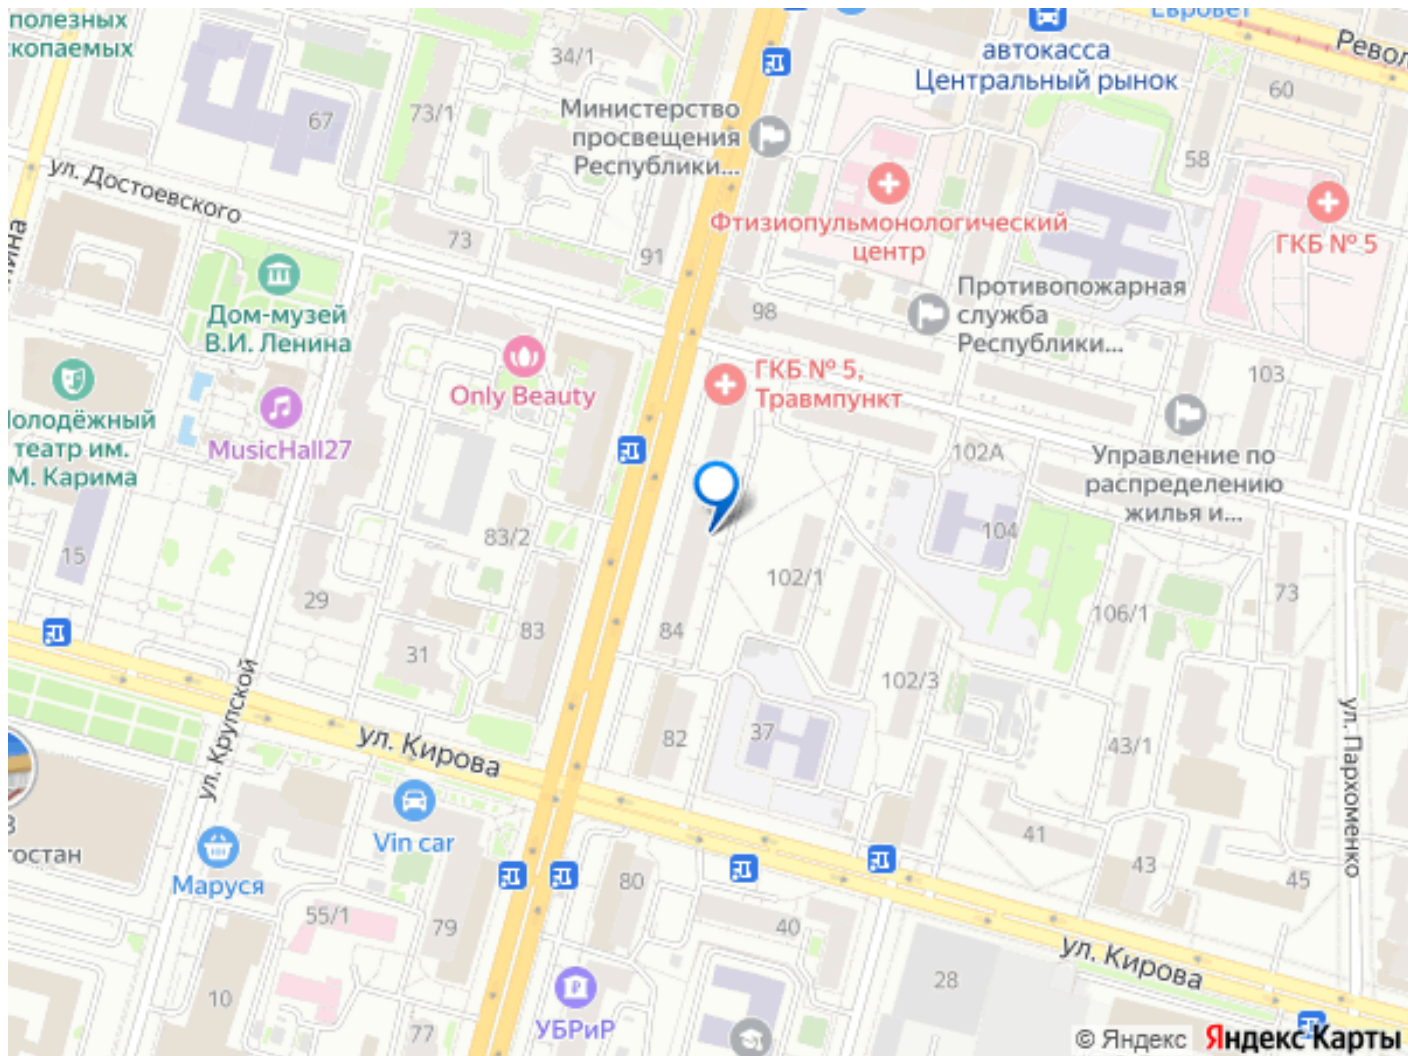 полезных
скопаемых
34/1
автокасса
Центральный рынок
Евровет
Револ
60
67
73/1
Министерство
просвещения
Республики...
58
ул. Достоевского
Фтизиопульмонологический
центр
ГКБ № 5
73
91
Дом-музей
В.И. Ленина
98
Противопожарная
служба
Республики...
Only Beauty
ГКБ № 5,
Травмпункт
103
Молодёжный
театр им.
М. Карима
MusicHall27
102А
Управление по
распределению
жилья и...
15
83/2
104
102/1
29
31
83
84
106/1
73
102/3
ул. Крупской
ул. Кирова
82
37
43/1
ул. Пархоменко
Vin car
гостан
Маруся
41
43
45
55/1
79
80
40
ул. Кирова
10
77
УБРиР
28
© Яндекс Яндекс Карты